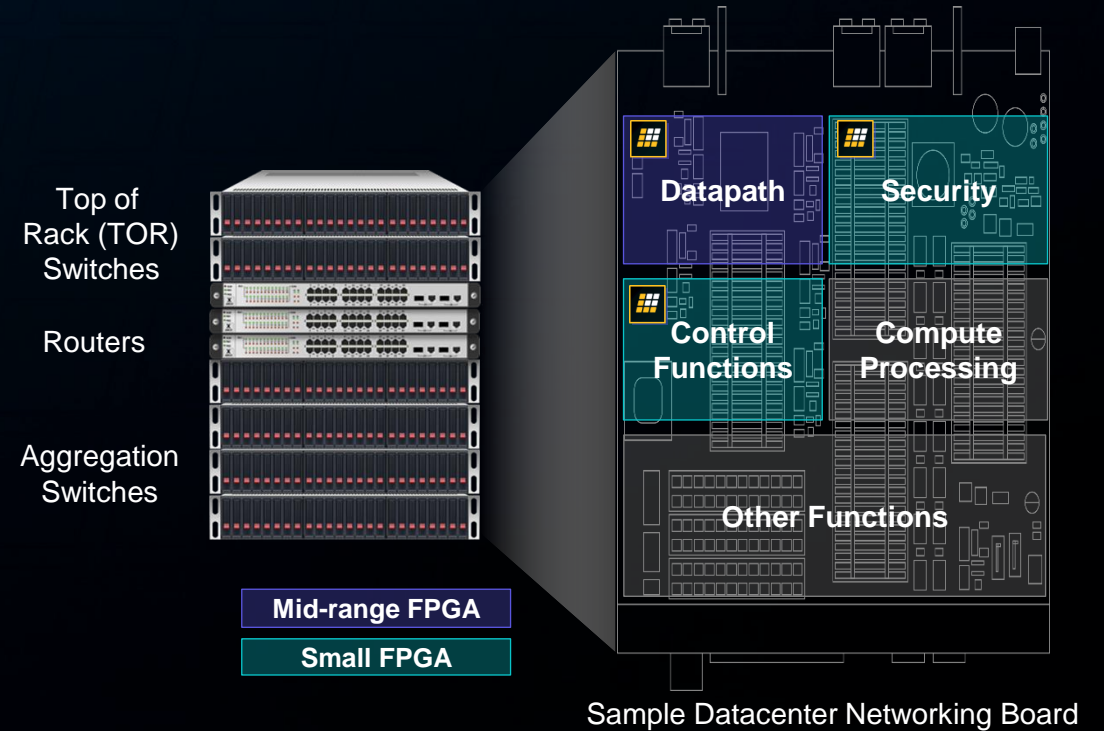 Top of
Rack (TOR)
Switches
Routers
Aggregation
Switches
Mid-range FPGA
Small FPGA
Datapath
Security
Control
Functions
Compute
Processing
Other Functions
Sample Datacenter Networking Board